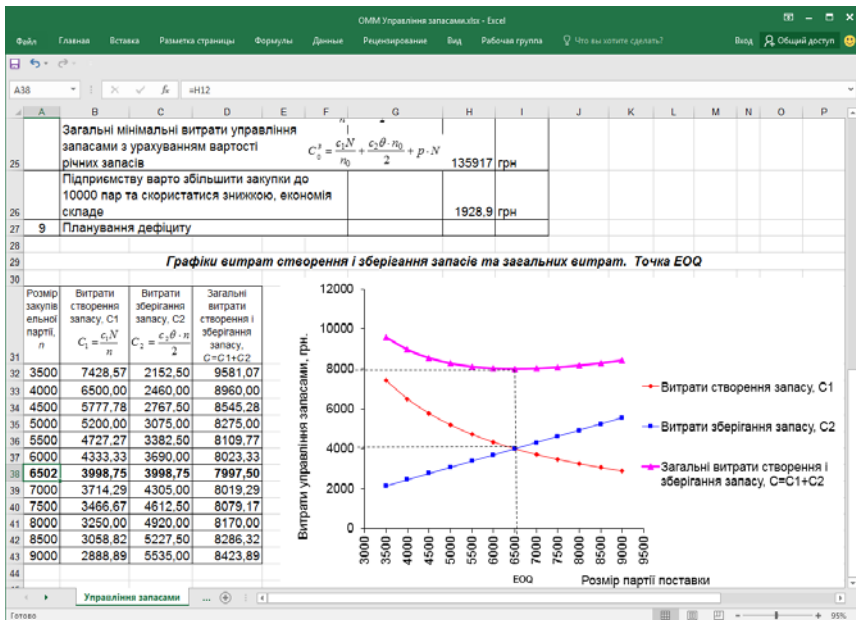 ОММ Управління запасами.xlsx - Excel
Файл Главная Вставка Разметка страницы Формулы Данные Рецензирование Вид Рабочая группа Что вы хотите сделать? Вход Общий доступ
A38 fx =H12
A B C D E F G H I J K L M N O P
Загальні мінімальні витрати управління
запасами з урахуванням вартості
25 річних запасів C₀ᵖ = c₁N/n₀ + c₂θ·n₀/2 + p·N 135917 грн
Підприємству варто збільшити закупки до
10000 пар та скористатися знижкою, економія
26 складе 1928,9 грн
27 9 Планування дефіциту
28
29 Графіки витрат створення і зберігання запасів та загальних витрат. Точка EOQ
30
Розмір закупівельної партії, n
Витрати створення запасу, C1 C₁ = c₁N/n
Витрати зберігання запасу, C2 C₂ = c₂θ·n/2
Загальні витрати створення і зберігання запасу, C=C1+C2
31
32 3500 7428,57 2152,50 9581,07
33 4000 6500,00 2460,00 8960,00
34 4500 5777,78 2767,50 8545,28
35 5000 5200,00 3075,00 8275,00
36 5500 4727,27 3382,50 8109,77
37 6000 4333,33 3690,00 8023,33
38 6502 3998,75 3998,75 7997,50
39 7000 3714,29 4305,00 8019,29
40 7500 3466,67 4612,50 8079,17
41 8000 3250,00 4920,00 8170,00
42 8500 3058,82 5227,50 8286,32
43 9000 2888,89 5535,00 8423,89
44
Витрати управління запасами, грн.
12000
10000
8000
6000
4000
2000
0
3000 3500 4000 4500 5000 5500 6000 6500 7000 7500 8000 8500 9000 9500
EOQ Розмір партії поставки
Витрати створення запасу, C1
Витрати зберігання запасу, C2
Загальні витрати створення і
зберігання запасу, C=C1+C2
Управління запасами ...
Готово 95%